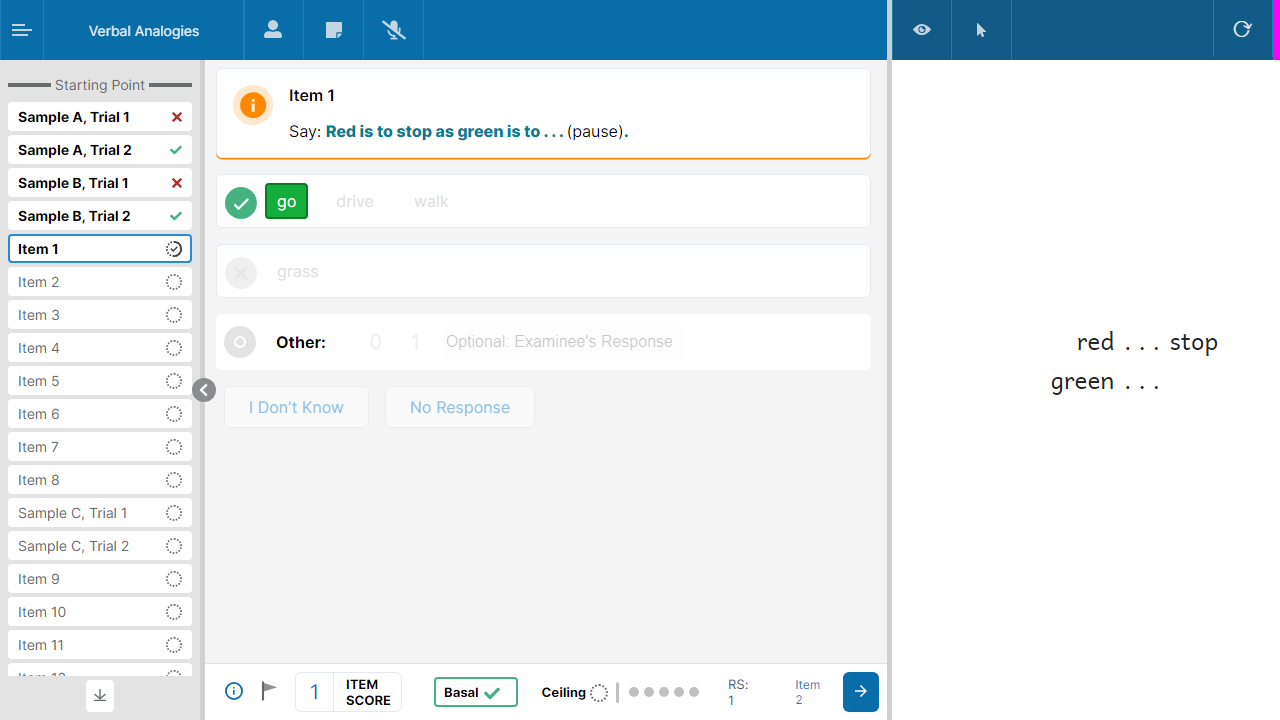 Verbal Analogies
Starting Point
Sample A, Trial 1
Sample A, Trial 2
Sample B, Trial 1
Sample B, Trial 2
Item 1
Item 2
Item 3
Item 4
Item 5
Item 6
Item 7
Item 8
Sample C, Trial 1
Sample C, Trial 2
Item 9
Item 10
Item 11
Item 1
Say: Red is to stop as green is to . . . (pause).
go drive walk
grass
Other: 0 1 Optional: Examinee's Response
I Don't Know No Response
1 ITEM SCORE
Basal
Ceiling
RS: 1
Item 2
red . . . stop
green . . .